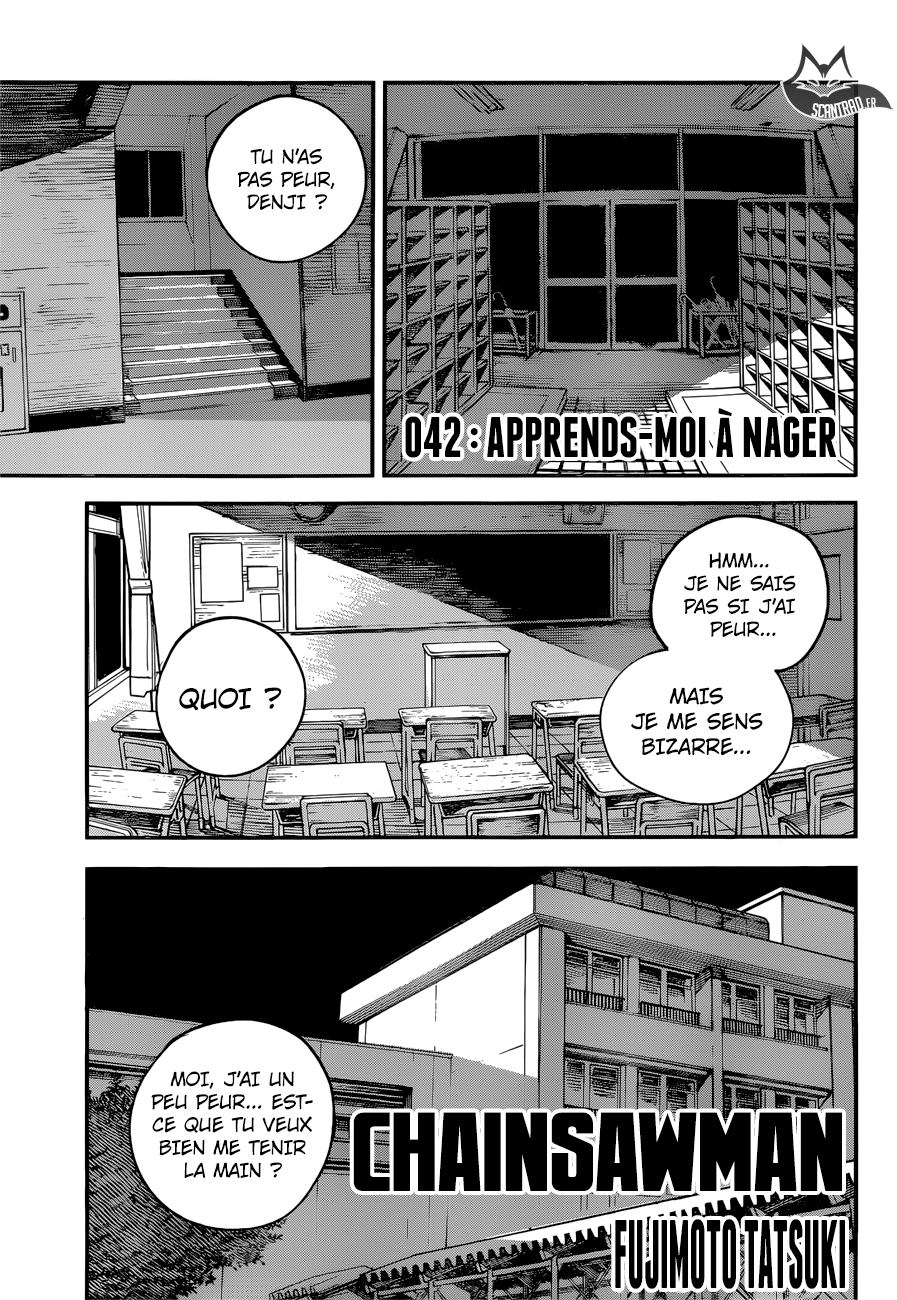 SCANTRAD.FR
042 : APPRENDS-MOI À NAGER
TU N'AS
PAS PEUR,
DENJI ?
HMM...
JE NE SAIS
PAS SI J'AI
PEUR...
MAIS
JE ME SENS
BIZARRE...
QUOI ?
MOI, J'AI UN
PEU PEUR... EST-
CE QUE TU VEUX
BIEN ME TENIR
LA MAIN ?
CHAINSAWMAN
FUJIMOTO TATSUKI